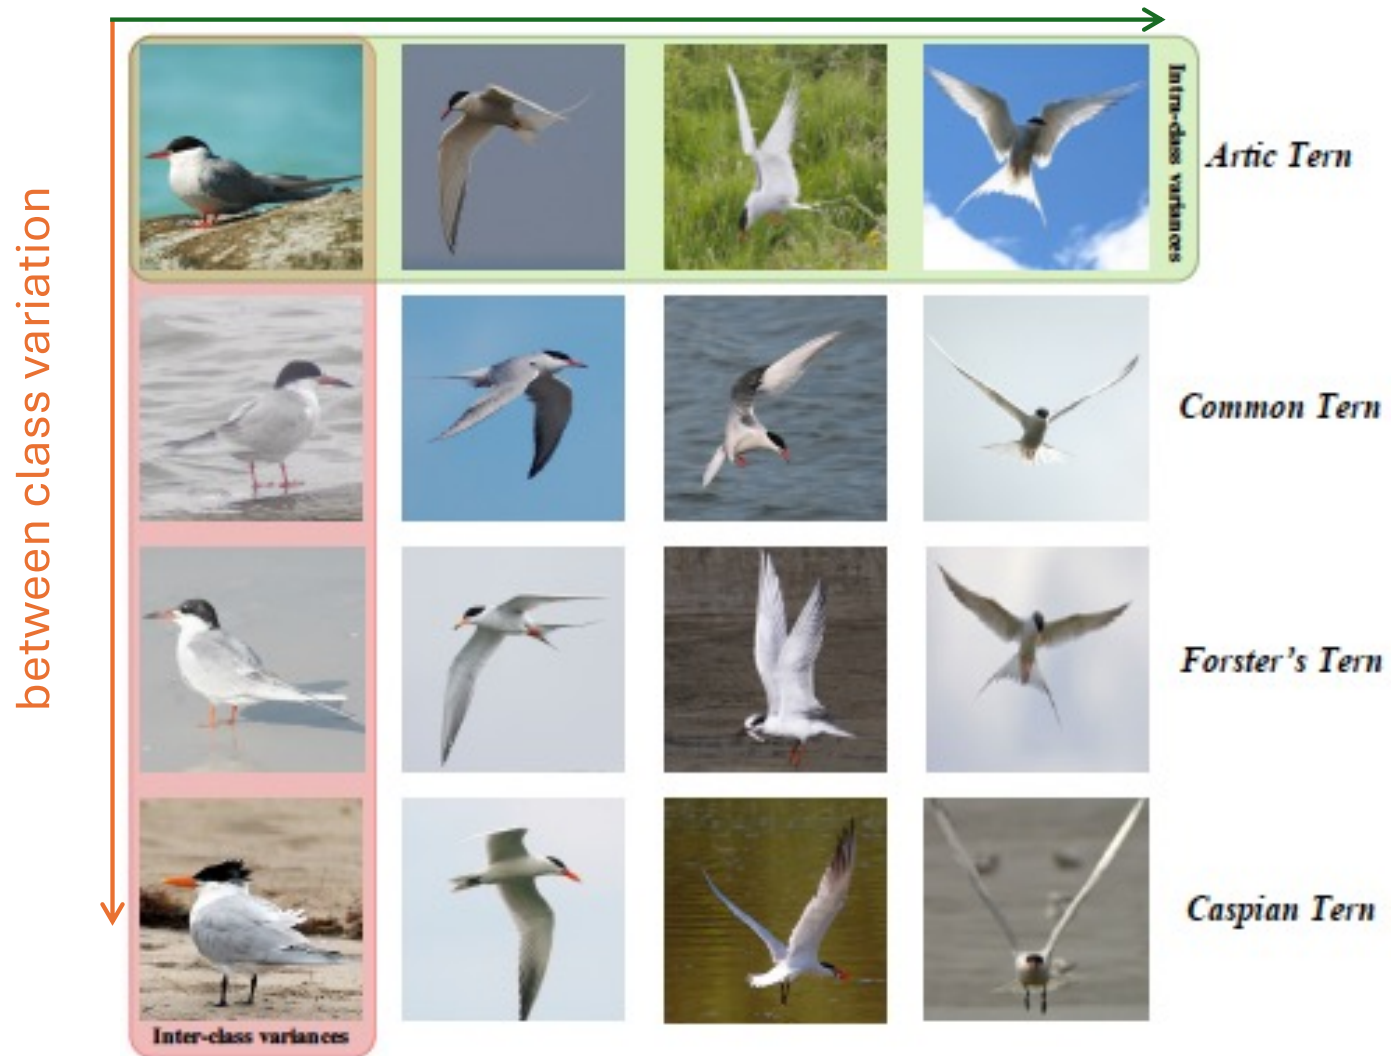 between class variation
Intra-class variances
Artic Tern
Common Tern
Forster's Tern
Caspian Tern
Inter-class variances